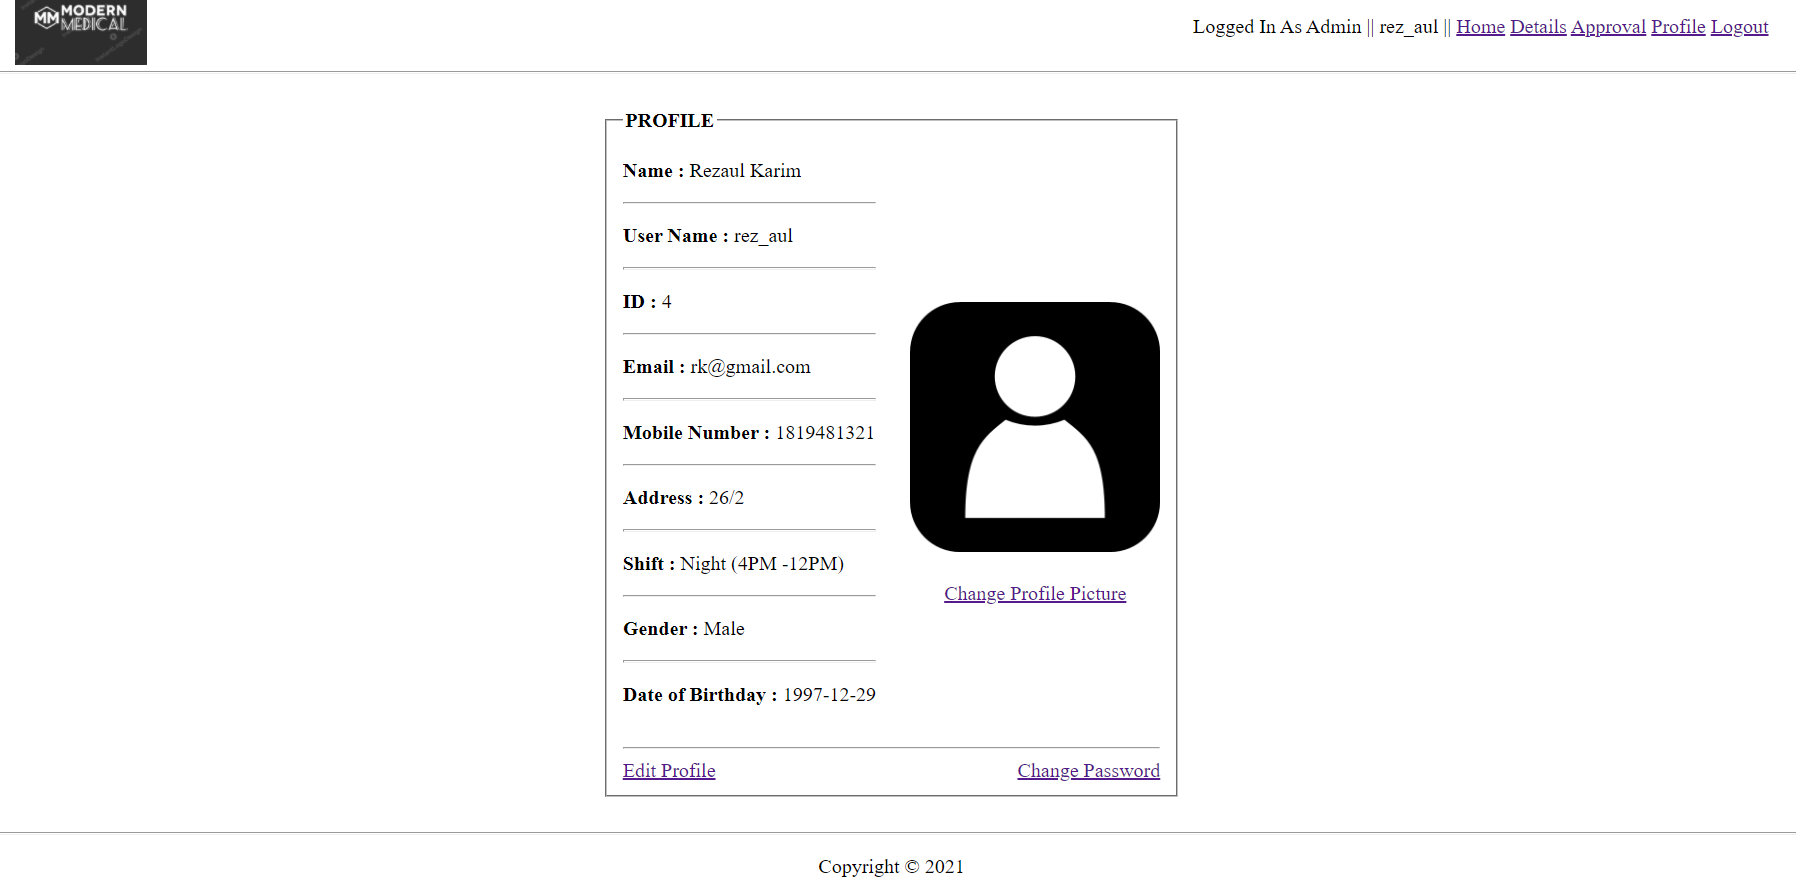 MM MODERN
MEDICAL
Logged In As Admin || rez_aul || Home Details Approval Profile Logout
PROFILE
Name : Rezaul Karim
User Name : rez_aul
ID : 4
Email : rk@gmail.com
Mobile Number : 1819481321
Address : 26/2
Shift : Night (4PM -12PM)
Gender : Male
Date of Birthday : 1997-12-29
Change Profile Picture
Edit Profile
Change Password
Copyright © 2021